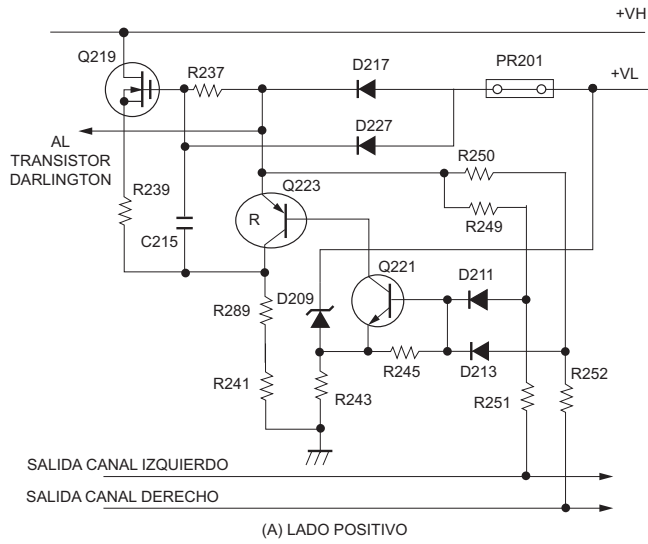 +VH
Q219
R237
D217
PR201
+VL
AL
TRANSISTOR
DARLINGTON
D227
R250
R239
Q223
R
R249
C215
Q221
D211
R289
D209
D213
R245
R252
R241
R243
R251
SALIDA CANAL IZQUIERDO
SALIDA CANAL DERECHO
(A) LADO POSITIVO